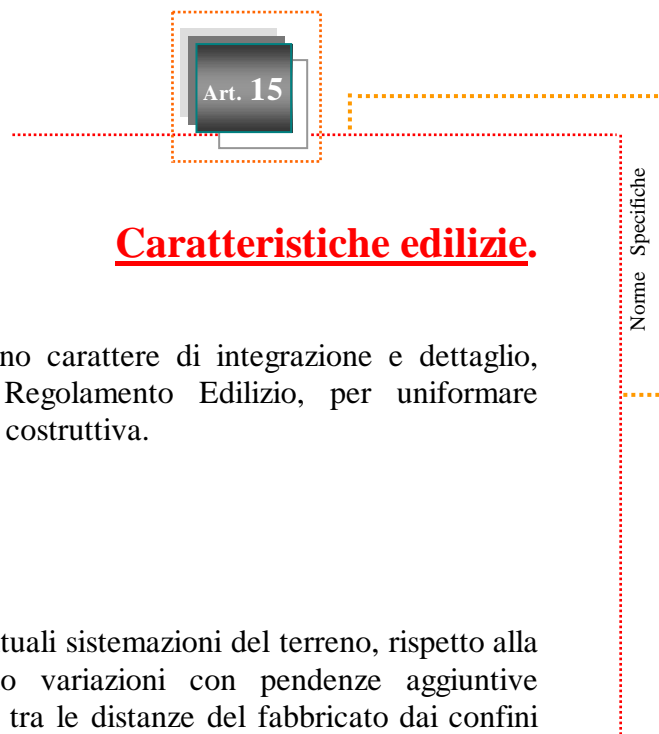 Art. 15
Norme Specifiche
Caratteristiche edilizie.
no carattere di integrazione e dettaglio,
Regolamento Edilizio, per uniformare
costruttiva.
tuali sistemazioni del terreno, rispetto alla
o variazioni con pendenze aggiuntive
tra le distanze del fabbricato dai confini